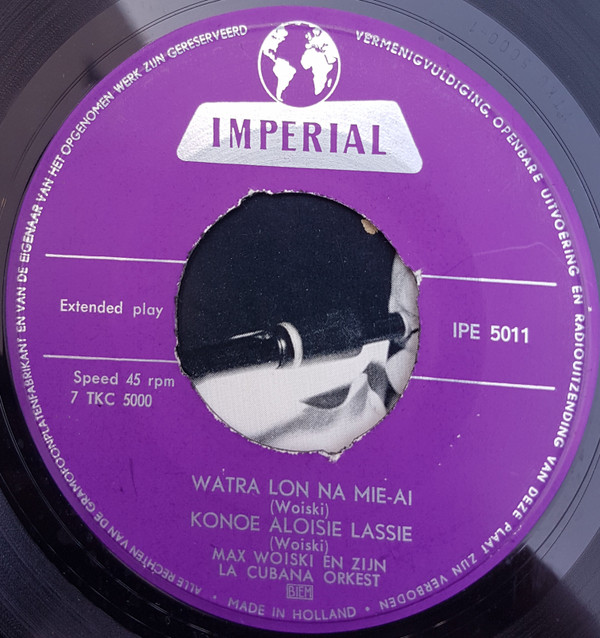 ALLE RECHTEN VAN DE GRAMOFOONPLATENFABRIKANT EN VAN DE EIGENAAR VAN HET OPGENOMEN WERK ZIJN GERESERVEERD
VERMENIGVULDIGING, OPENBARE UITVOERING EN RADIOUITZENDING VAN DEZE PLAAT ZIJN VERBODEN
IMPERIAL
Extended play
IPE 5011
Speed 45 rpm
7 TKC 5000
WATRA LON NA MIE-AI
(Woiski)
KONOE ALOISIE LASSIE
(Woiski)
MAX WOISKI EN ZIJN
LA CUBANA ORKEST
BIEM
• MADE IN HOLLAND •